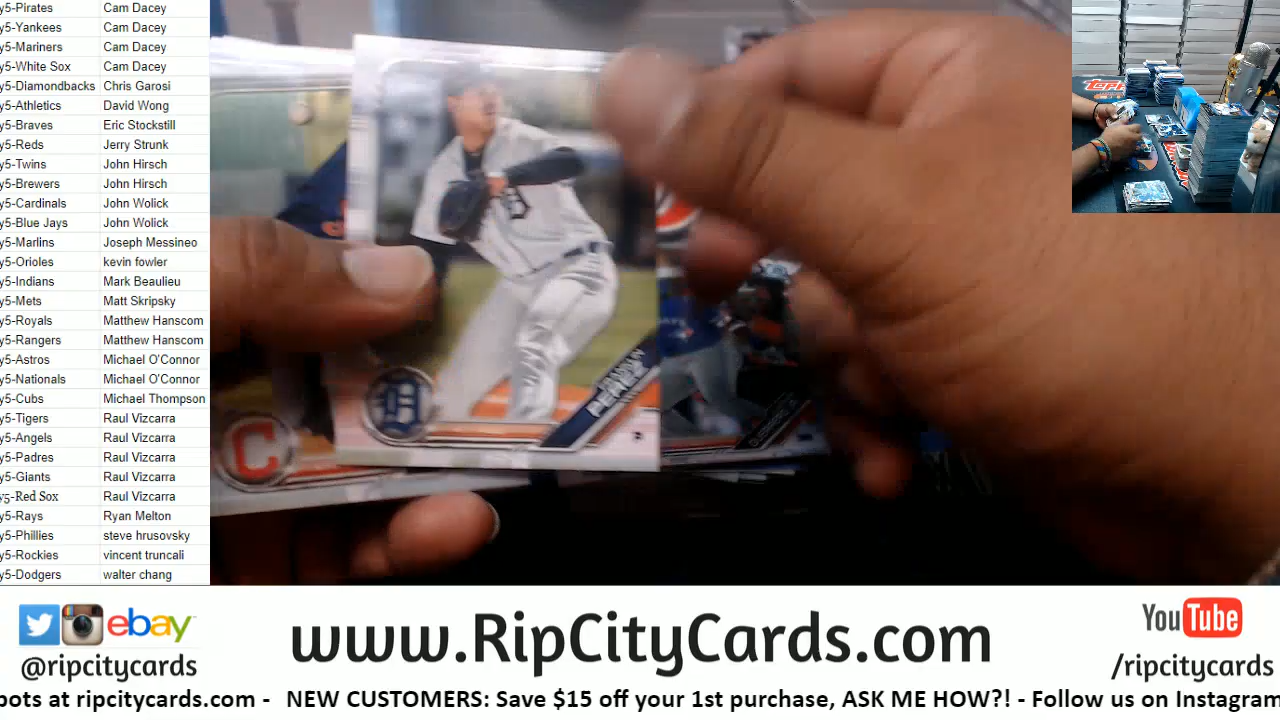 y5-Pirates Cam Dacey
y5-Yankees Cam Dacey
y5-Mariners Cam Dacey
y5-White Sox Cam Dacey
y5-Diamondbacks Chris Garosi
y5-Athletics David Wong
y5-Braves Eric Stockstill
y5-Reds Jerry Strunk
y5-Twins John Hirsch
y5-Brewers John Hirsch
y5-Cardinals John Wolick
y5-Blue Jays John Wolick
y5-Marlins Joseph Messineo
y5-Orioles kevin fowler
y5-Indians Mark Beaulieu
y5-Mets Matt Skripsky
y5-Royals Matthew Hanscom
y5-Rangers Matthew Hanscom
y5-Astros Michael O'Connor
y5-Nationals Michael O'Connor
y5-Cubs Michael Thompson
y5-Tigers Raul Vizcarra
y5-Angels Raul Vizcarra
y5-Padres Raul Vizcarra
y5-Giants Raul Vizcarra
y5-Red Sox Raul Vizcarra
y5-Rays Ryan Melton
y5-Phillies steve hrusovsky
y5-Rockies vincent truncali
y5-Dodgers walter chang
TOPPS
D
D
C
ebay
@ripcitycards
www.RipCityCards.com
YouTube
/ripcitycards
pots at ripcitycards.com - NEW CUSTOMERS: Save $15 off your 1st purchase, ASK ME HOW?! - Follow us on Instagram